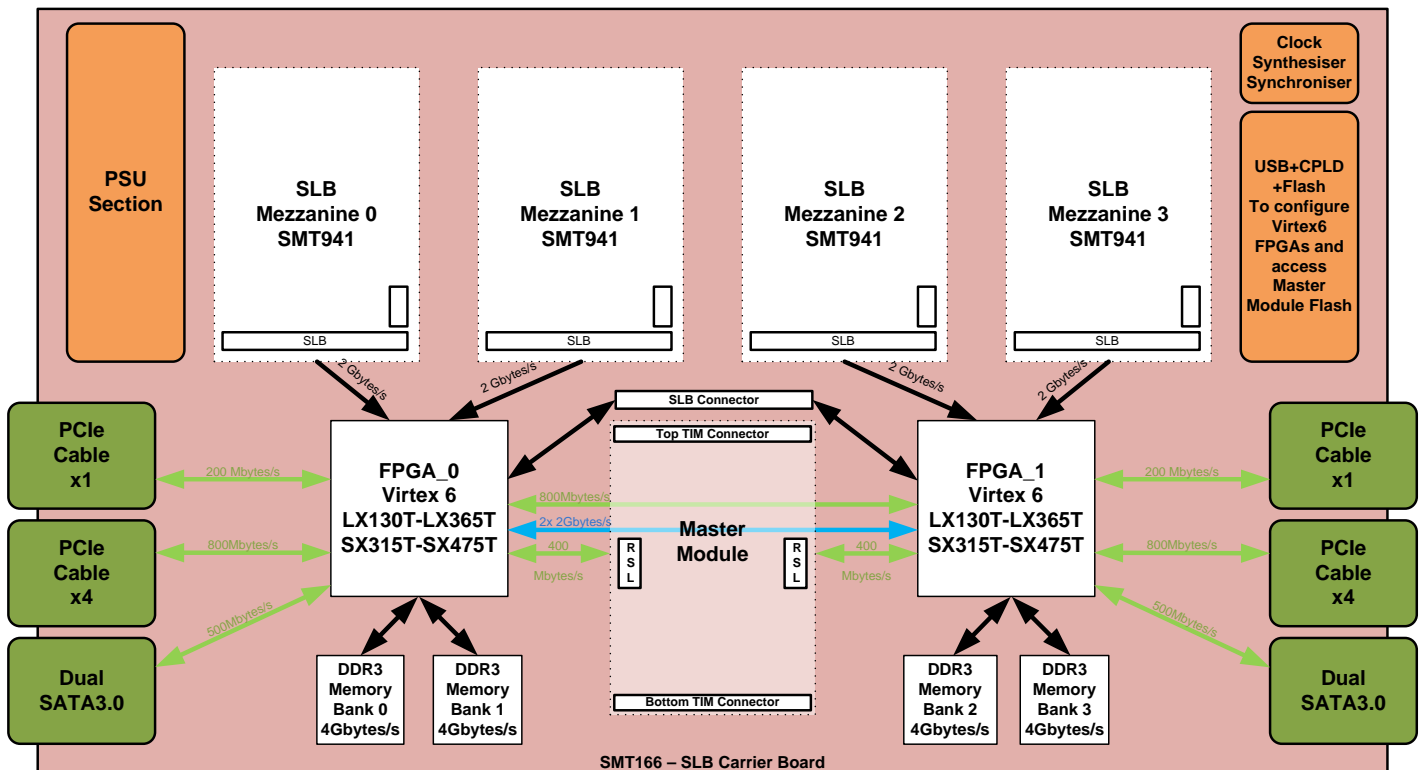 PSU
Section
SLB
Mezzanine 0
SMT941
SLB
SLB
Mezzanine 1
SMT941
SLB
SLB
Mezzanine 2
SMT941
SLB
SLB
Mezzanine 3
SMT941
SLB
Clock
Synthesiser
Synchroniser
USB+CPLD
+Flash
To configure
Virtex6
FPGAs and
access
Master
Module Flash
2 Gbytes/s
2 Gbytes/s
2 Gbytes/s
2 Gbytes/s
PCIe
Cable
x1
200 Mbytes/s
PCIe
Cable
x4
800Mbytes/s
Dual
SATA3.0
500Mbytes/s
FPGA_0
Virtex 6
LX130T-LX365T
SX315T-SX475T
SLB Connector
Top TIM Connector
800Mbytes/s
2x 2Gbytes/s
400
Mbytes/s
R
S
L
Master
Module
R
S
L
400
Mbytes/s
Bottom TIM Connector
FPGA_1
Virtex 6
LX130T-LX365T
SX315T-SX475T
200 Mbytes/s
PCIe
Cable
x1
800Mbytes/s
PCIe
Cable
x4
500Mbytes/s
Dual
SATA3.0
DDR3
Memory
Bank 0
4Gbytes/s
DDR3
Memory
Bank 1
4Gbytes/s
DDR3
Memory
Bank 2
4Gbytes/s
DDR3
Memory
Bank 3
4Gbytes/s
SMT166 – SLB Carrier Board